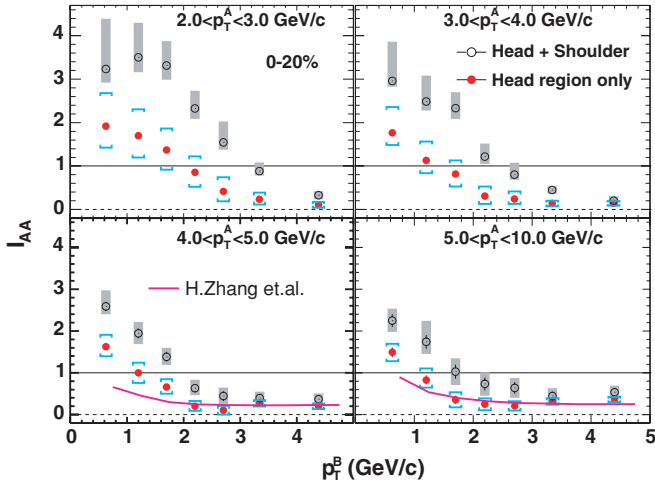 2.0<p_T^A<3.0 GeV/c
3.0<p_T^A<4.0 GeV/c
0-20%
Head + Shoulder
Head region only
4
3
2
1
0
4.0<p_T^A<5.0 GeV/c
5.0<p_T^A<10.0 GeV/c
I_AA
H.Zhang et.al.
4
3
2
1
0
0 1 2 3 4 1 2 3 4 5
p_T^B (GeV/c)